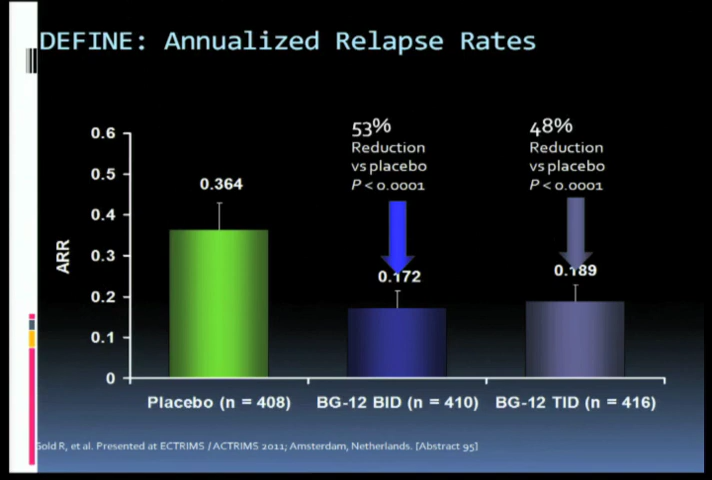 DEFINE: Annualized Relapse Rates
53%
Reduction
vs placebo
P < 0.0001
48%
Reduction
vs placebo
P < 0.0001
0.6
0.5
0.4
0.3
0.2
0.1
0
ARR
0.364
0.172
0.189
Placebo (n = 408)
BG-12 BID (n = 410)
BG-12 TID (n = 416)
Gold R, et al. Presented at ECTRIMS / ACTRIMS 2011; Amsterdam, Netherlands. [Abstract 95]